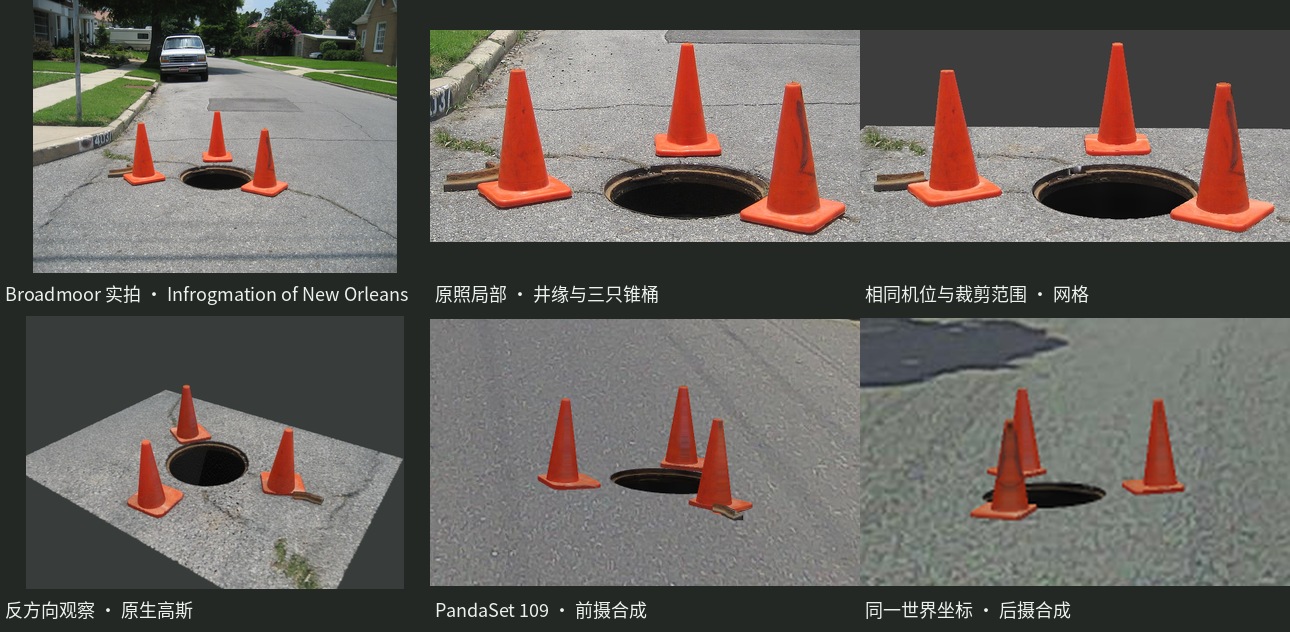 Broadmoor 实拍 · Infrogmation of New Orleans
原照局部 · 井缘与三只锥桶
相同机位与裁剪范围 · 网格
反方向观察 · 原生高斯
PandaSet 109 · 前摄合成
同一世界坐标 · 后摄合成